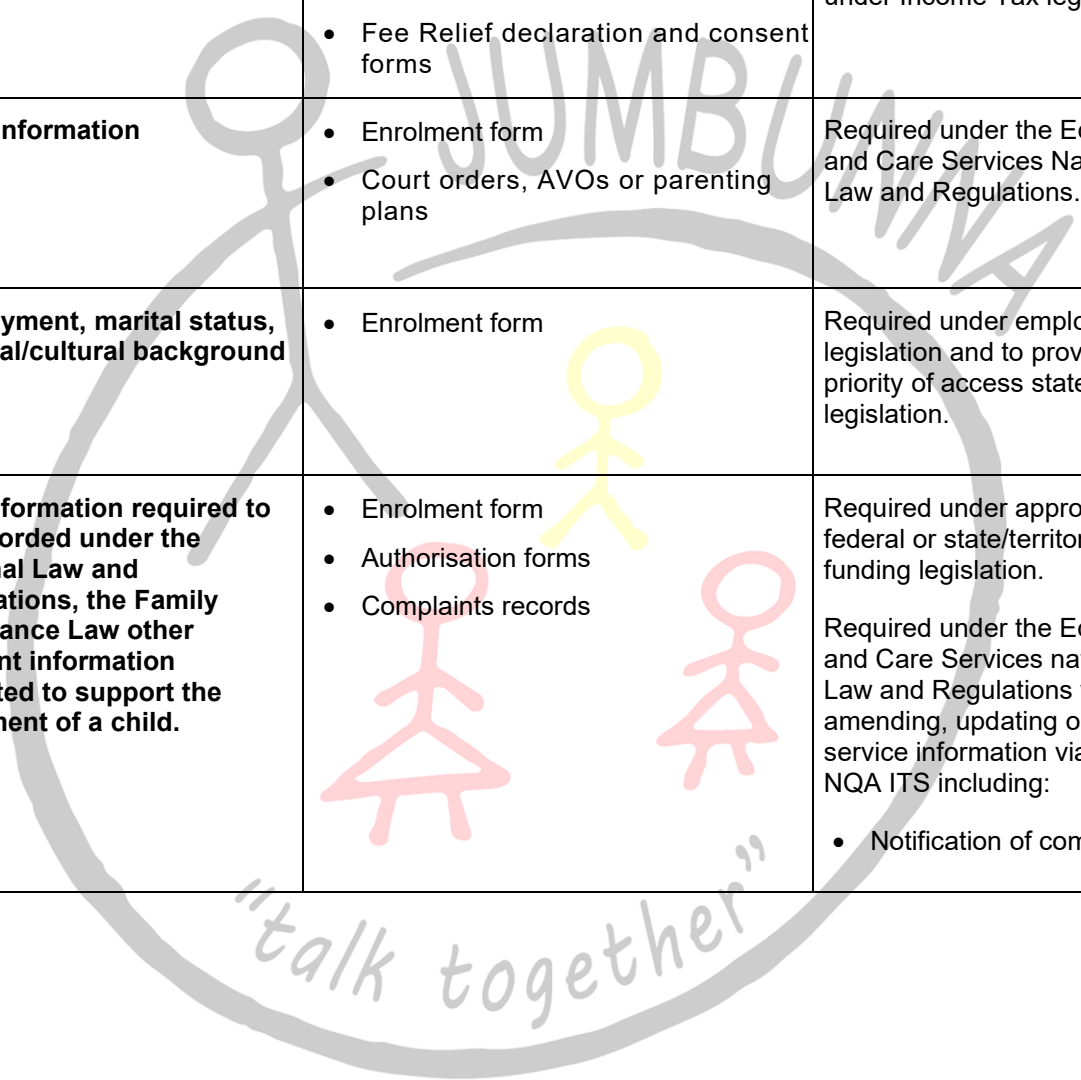 under Income Tax leg
• Fee Relief declaration and consent
forms
nformation
• Enrolment form
• Court orders, AVOs or parenting
plans
Required under the Ed
and Care Services Na
Law and Regulations.
yment, marital status,
al/cultural background
• Enrolment form
Required under emplo
legislation and to prov
priority of access state
legislation.
formation required to
orded under the
al Law and
ations, the Family
ance Law other
nt information
ted to support the
ment of a child.
• Enrolment form
• Authorisation forms
• Complaints records
Required under appro
federal or state/territor
funding legislation.
Required under the Ed
and Care Services nat
Law and Regulations
amending, updating o
service information via
NQA ITS including:
• Notification of com
JUMBUNNA
"talk together"